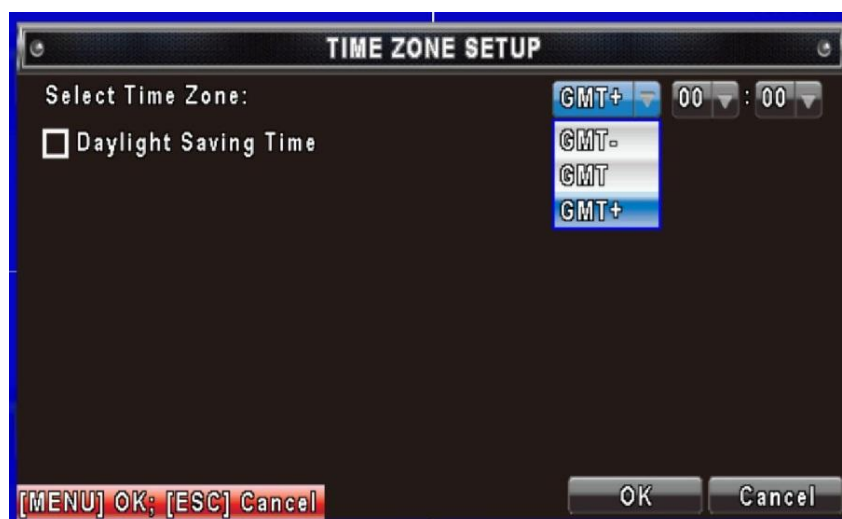 TIME ZONE SETUP
Select Time Zone: GMT+ 00 : 00
Daylight Saving Time
GMT-
GMT
GMT+
[MENU] OK; [ESC] Cancel
OK Cancel